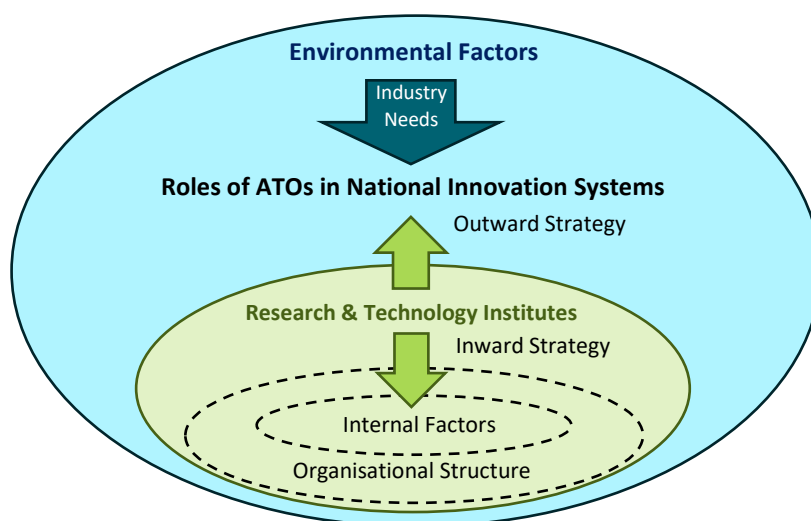 Environmental Factors
Industry
Needs
Roles of ATOs in National Innovation Systems
Outward Strategy
Research & Technology Institutes
Inward Strategy
Internal Factors
Organisational Structure